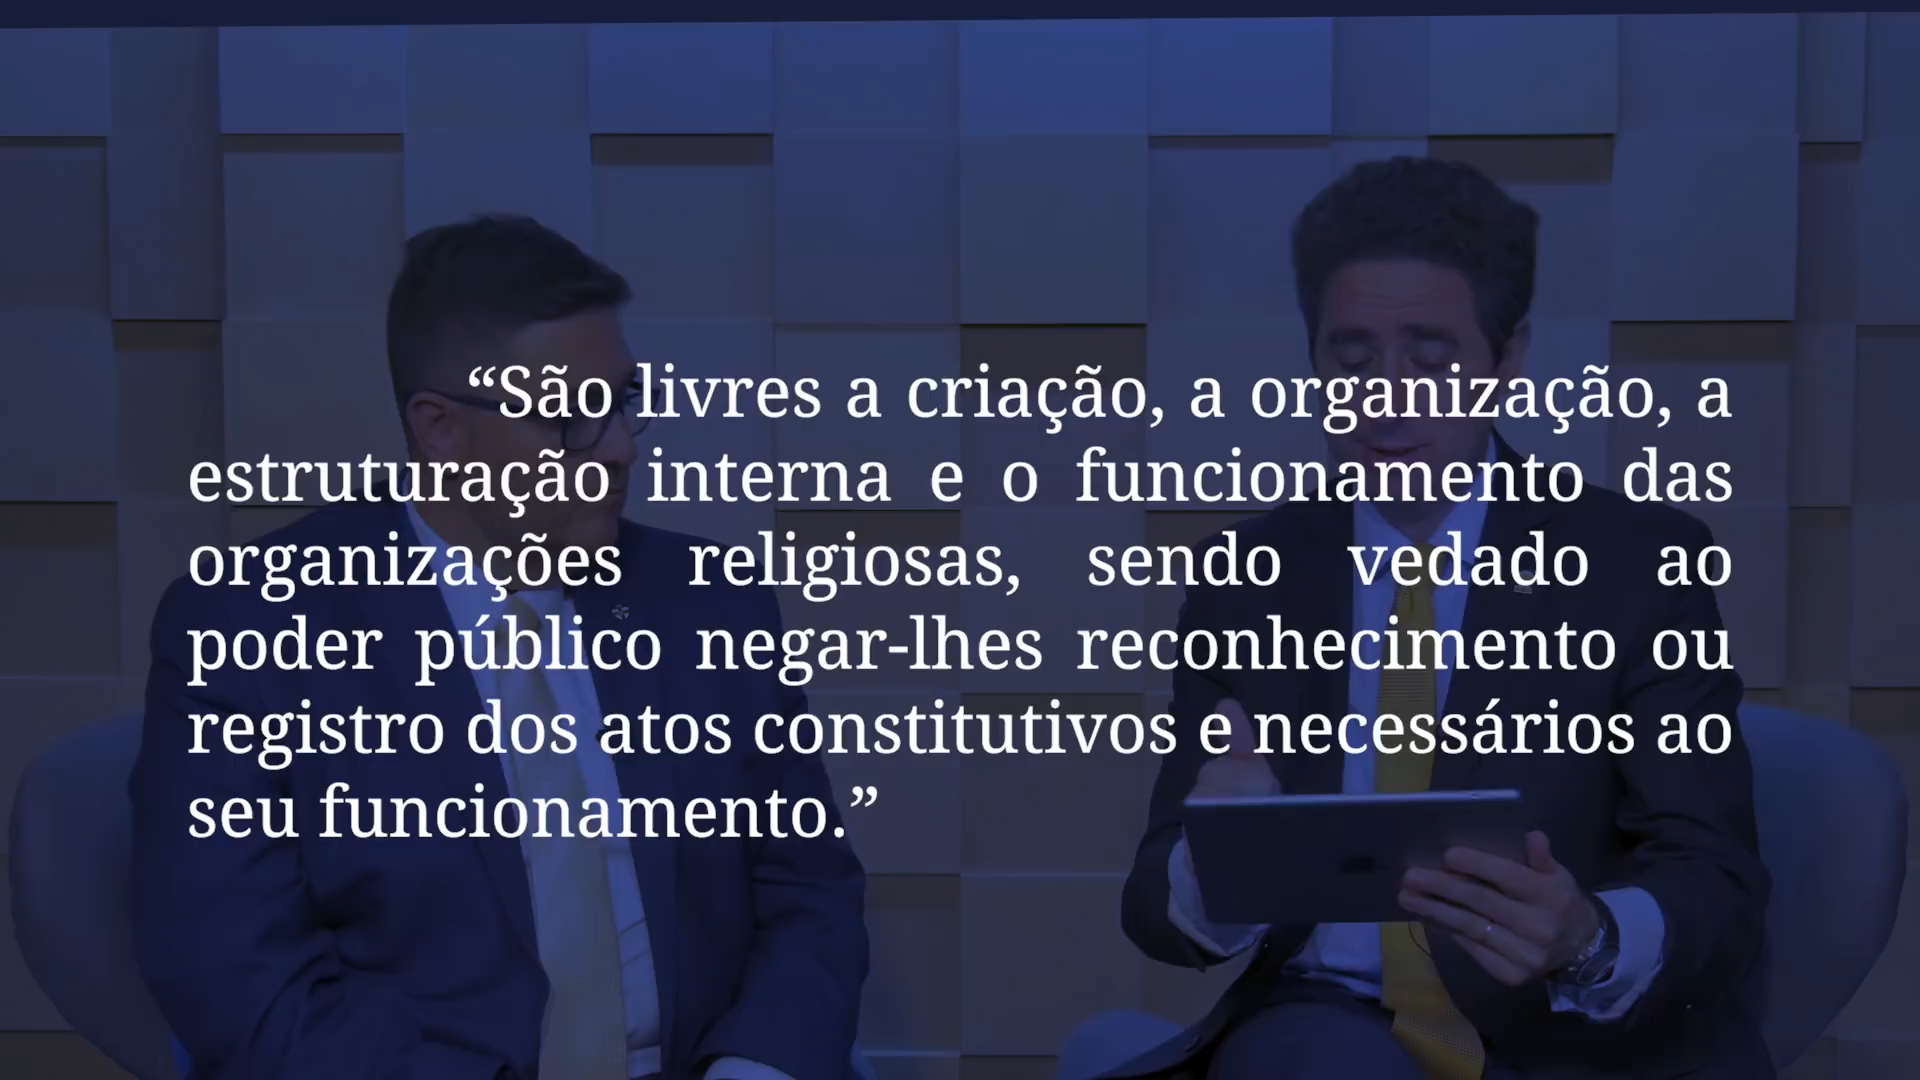 “São livres a criação, a organização, a
estruturação interna e o funcionamento das
organizações religiosas, sendo vedado ao
poder público negar-lhes reconhecimento ou
registro dos atos constitutivos e necessários ao
seu funcionamento.”